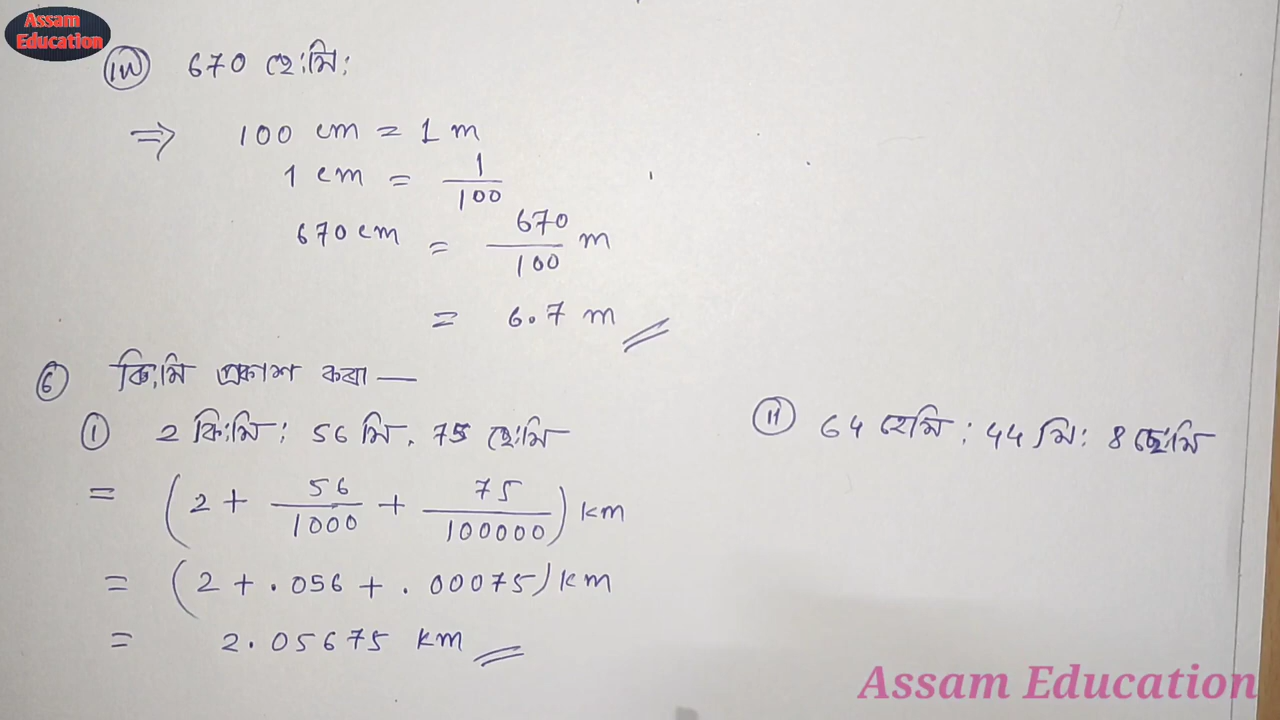 Assam
Education
(iv) 670 ছে:মি:
⇒ 100 cm = 1 m
1 cm = 1/100
670 cm = 670/100 m
= 6.7 m
(6) কি:মি প্ৰকাশ কৰা —
(i) 2 কি:মি: 56 মি. 75 ছে:মি
= (2 + 56/1000 + 75/100000) km
= (2 + .056 + .00075) km
= 2.05675 km
(ii) 64 হেমি: 44 মি: 8 ছে:মি
Assam Education